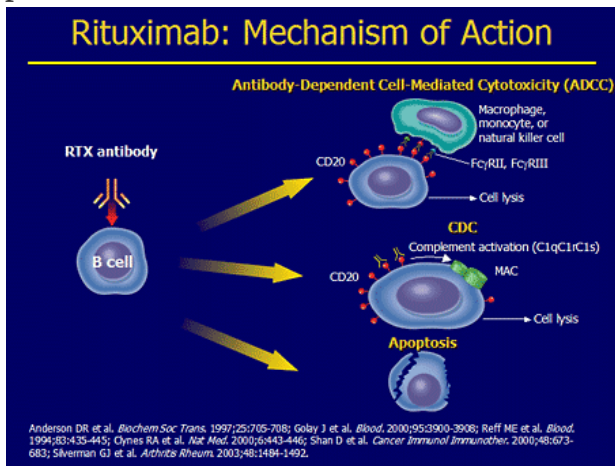 Rituximab: Mechanism of Action
Antibody-Dependent Cell-Mediated Cytotoxicity (ADCC)
Macrophage,
monocyte, or
natural killer cell
RTX antibody
CD20
FcγRII, FcγRIII
Cell lysis
CDC
Complement activation (C1qC1rC1s)
B cell
CD20
MAC
Cell lysis
Apoptosis
Anderson DR et al. Biochem Soc Trans. 1997;25:705-708; Golay J et al. Blood. 2000;95:3900-3908; Reff ME et al. Blood.
1994;83:435-445; Clynes RA et al. Nat Med. 2000;6:443-446; Shan D et al. Cancer Immunol Immunother. 2000;48:673-
683; Silverman GJ et al. Arthritis Rheum. 2003;48:1484-1492.